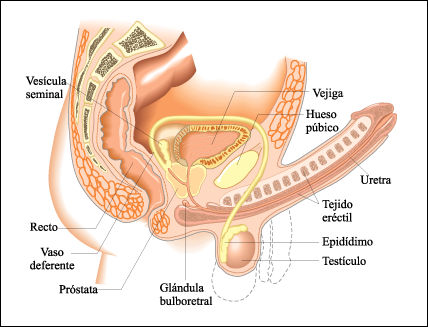 Vesícula
seminal
Recto
Vaso
deferente
Próstata
Glándula
bulboretral
Vejiga
Hueso
púbico
Uretra
Tejido
eréctil
Epidídimo
Testículo